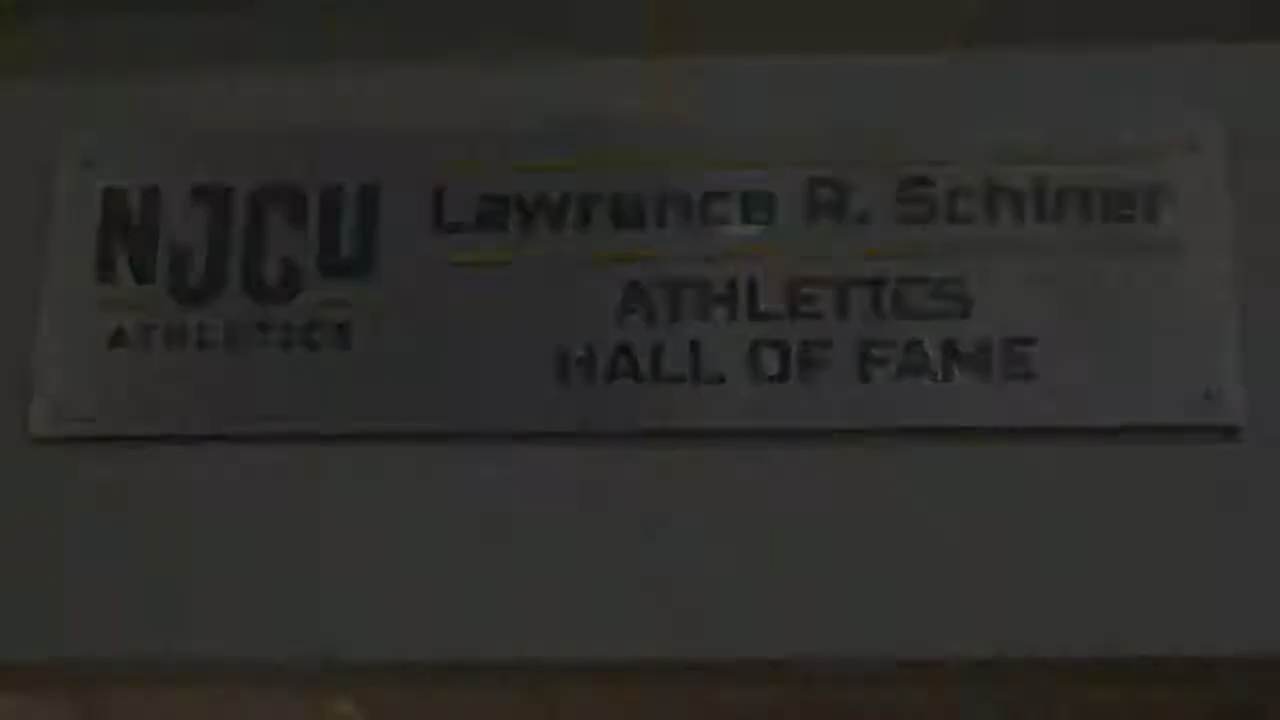 NJCU
ATHLETICS
Lawrence R. Schiner
ATHLETICS
HALL OF FAME